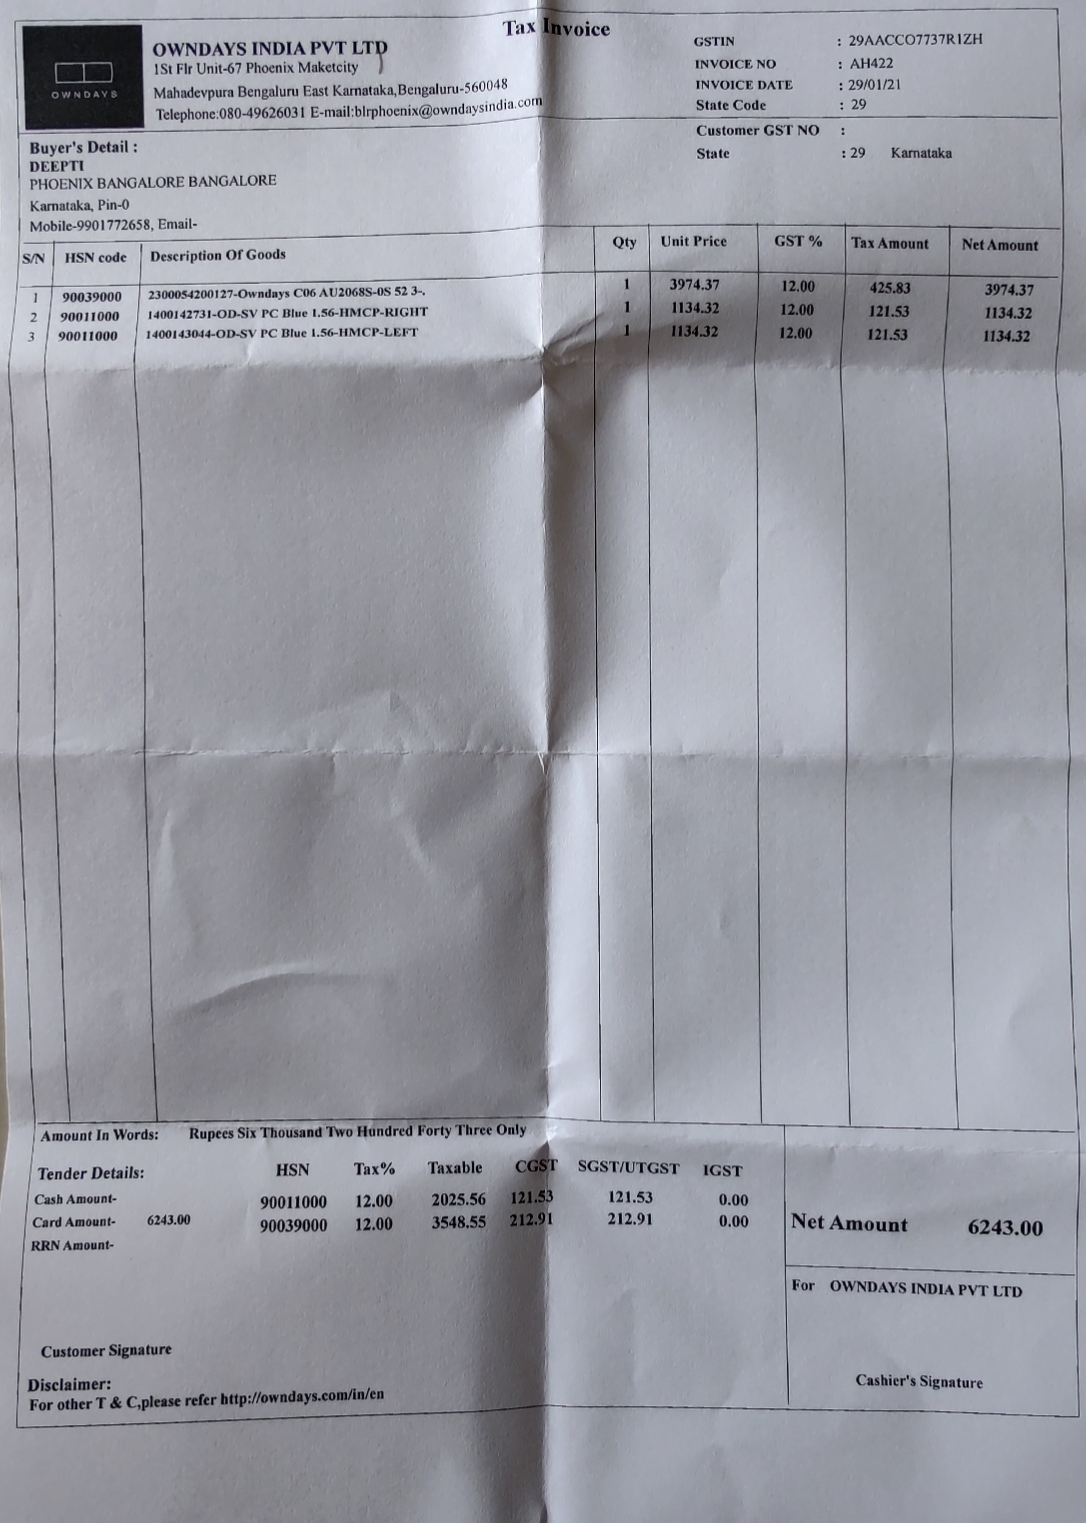 Tax Invoice
OWNDAYS
OWNDAYS INDIA PVT LTD
1St Flr Unit-67 Phoenix Maketcity
Mahadevpura Bengaluru East Karnataka,Bengaluru-560048
Telephone:080-49626031 E-mail:blrphoenix@owndaysindia.com
GSTIN : 29AACCO7737R1ZH
INVOICE NO : AH422
INVOICE DATE : 29/01/21
State Code : 29
Customer GST NO :
State : 29 Karnataka
Buyer's Detail :
DEEPTI
PHOENIX BANGALORE BANGALORE
Karnataka, Pin-0
Mobile-9901772658, Email-
S/N HSN code Description Of Goods Qty Unit Price GST % Tax Amount Net Amount
1 90039000 2300054200127-Owndays C06 AU2068S-0S 52 3-. 1 3974.37 12.00 425.83 3974.37
2 90011000 1400142731-OD-SV PC Blue 1.56-HMCP-RIGHT 1 1134.32 12.00 121.53 1134.32
3 90011000 1400143044-OD-SV PC Blue 1.56-HMCP-LEFT 1 1134.32 12.00 121.53 1134.32
Amount In Words: Rupees Six Thousand Two Hundred Forty Three Only
Tender Details: HSN Tax% Taxable CGST SGST/UTGST IGST
Cash Amount- 90011000 12.00 2025.56 121.53 121.53 0.00
Card Amount- 6243.00 90039000 12.00 3548.55 212.91 212.91 0.00
RRN Amount-
Net Amount 6243.00
For OWNDAYS INDIA PVT LTD
Customer Signature
Cashier's Signature
Disclaimer:
For other T & C,please refer http://owndays.com/in/en